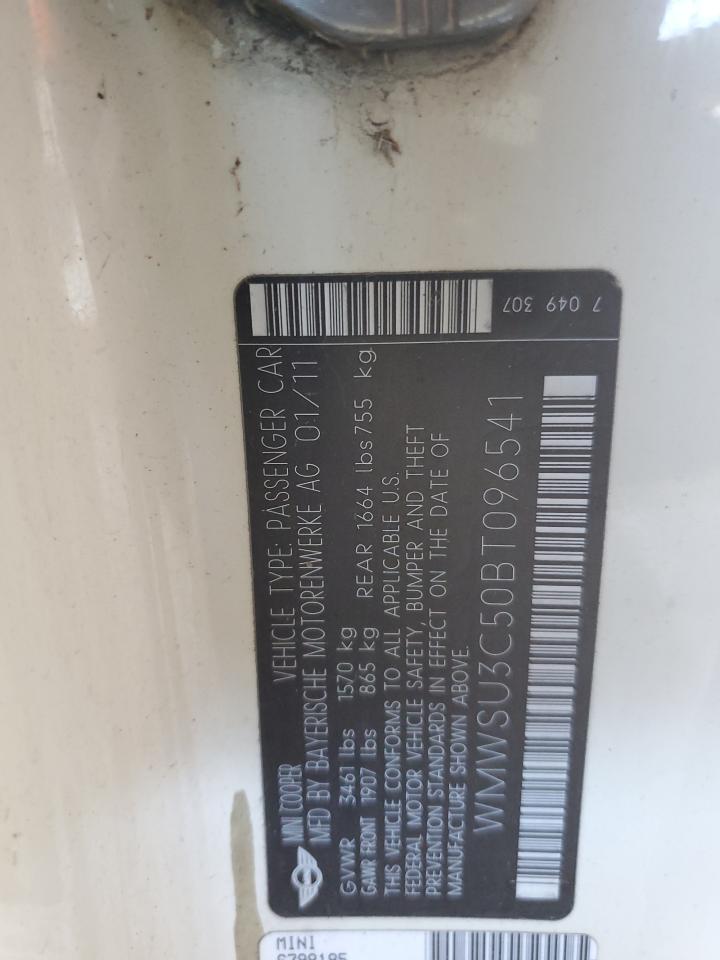 MINI COOPER VEHICLE TYPE: PASSENGER CAR
MFD BY BAYERISCHE MOTORENWERKE AG 01/11
GVWR 3461 lbs 1570 kg
GAWR FRONT 1907 lbs 865 kg REAR 1664 lbs 755 kg
THIS VEHICLE CONFORMS TO ALL APPLICABLE U.S.
FEDERAL MOTOR VEHICLE SAFETY, BUMPER AND THEFT
PREVENTION STANDARDS IN EFFECT ON THE DATE OF
MANUFACTURE SHOWN ABOVE.
WMWSU3C50BT096541
7 049 307
MINI